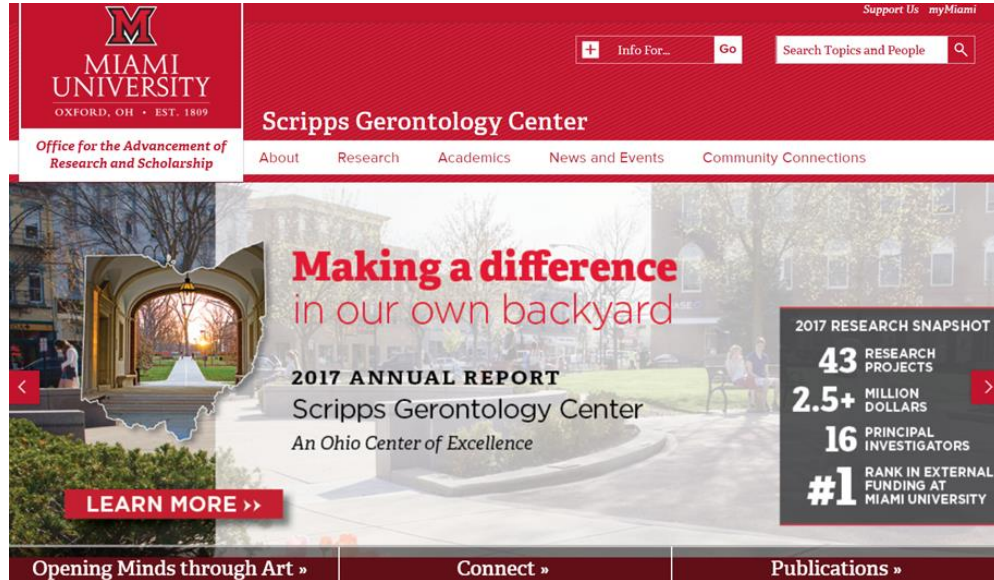 Support Us myMiami
M
MIAMI
UNIVERSITY
OXFORD, OH • EST. 1809
Info For...
Go
Search Topics and People
Scripps Gerontology Center
Office for the Advancement of
Research and Scholarship
About Research Academics News and Events Community Connections
Making a difference
in our own backyard
2017 ANNUAL REPORT
Scripps Gerontology Center
An Ohio Center of Excellence
LEARN MORE ››
2017 RESEARCH SNAPSHOT
43 RESEARCH
PROJECTS
2.5+ MILLION
DOLLARS
16 PRINCIPAL
INVESTIGATORS
#1 RANK IN EXTERNAL
FUNDING AT
MIAMI UNIVERSITY
Opening Minds through Art » Connect » Publications »